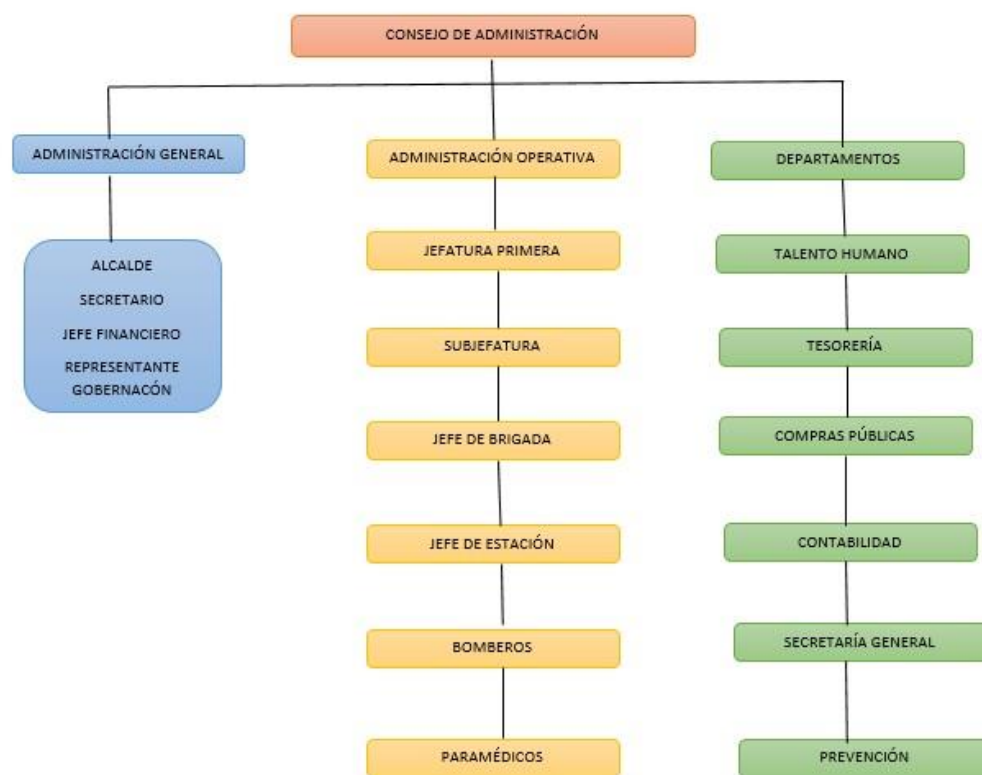 CONSEJO DE ADMINISTRACIÓN
ADMINISTRACIÓN GENERAL
ALCALDE
SECRETARIO
JEFE FINANCIERO
REPRESENTANTE
GOBERNACÓN
ADMINISTRACIÓN OPERATIVA
JEFATURA PRIMERA
SUBJEFATURA
JEFE DE BRIGADA
JEFE DE ESTACIÓN
BOMBEROS
PARAMÉDICOS
DEPARTAMENTOS
TALENTO HUMANO
TESORERÍA
COMPRAS PÚBLICAS
CONTABILIDAD
SECRETARÍA GENERAL
PREVENCIÓN